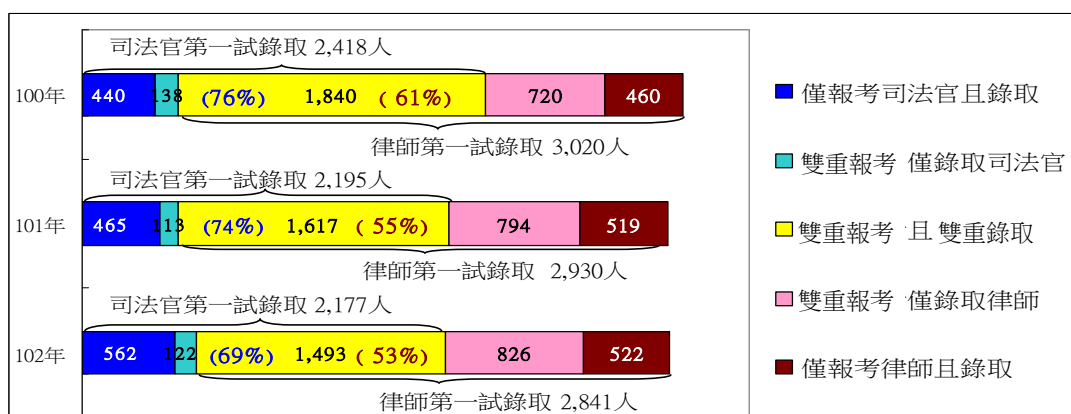 司法官第一試錄取 2,418人
100年 440 138 (76%) 1,840 ( 61%) 720 460
律師第一試錄取 3,020人
司法官第一試錄取 2,195人
101年 465 113 (74%) 1,617 ( 55%) 794 519
律師第一試錄取 2,930人
司法官第一試錄取 2,177人
102年 562 122 (69%) 1,493 ( 53%) 826 522
律師第一試錄取 2,841人
僅報考司法官且錄取
雙重報考 僅錄取司法官
雙重報考 且 雙重錄取
雙重報考 僅錄取律師
僅報考律師且錄取